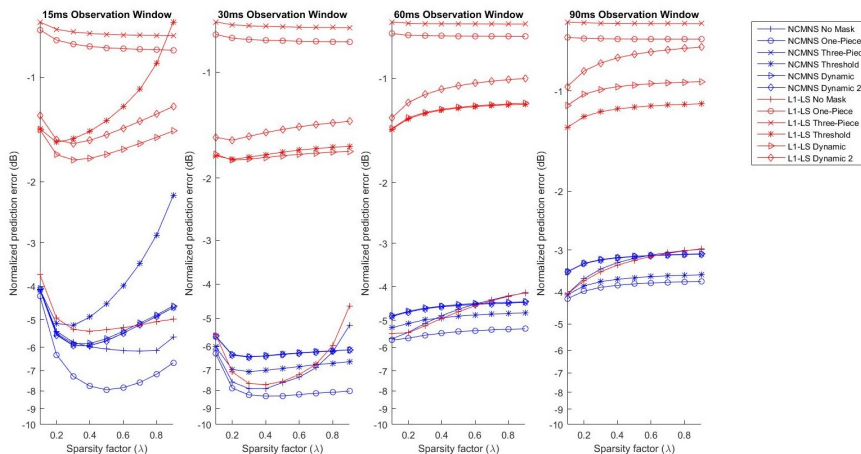 15ms Observation Window
30ms Observation Window
60ms Observation Window
90ms Observation Window
Normalized prediction error (dB)
-1
-2
-3
-4
-5
-6
-7
-8
-9
-10
0.2 0.4 0.6 0.8
Sparsity factor (λ)
Normalized prediction error (dB)
-1
-2
-3
-4
-5
-6
-7
-8
-9
-10
0.2 0.4 0.6 0.8
Sparsity factor (λ)
Normalized prediction error (dB)
-1
-2
-3
-4
-5
-6
-7
-8
-9
-10
0.2 0.4 0.6 0.8
Sparsity factor (λ)
Normalized prediction error (dB)
-1
-2
-3
-4
-5
-6
-7
-8
-9
-10
0.2 0.4 0.6 0.8
Sparsity factor (λ)
NCMNS No Mask
NCMNS One-Piece
NCMNS Three-Piec
NCMNS Threshold
NCMNS Dynamic
NCMNS Dynamic 2
L1-LS No Mask
L1-LS One-Piece
L1-LS Three-Piece
L1-LS Threshold
L1-LS Dynamic
L1-LS Dynamic 2